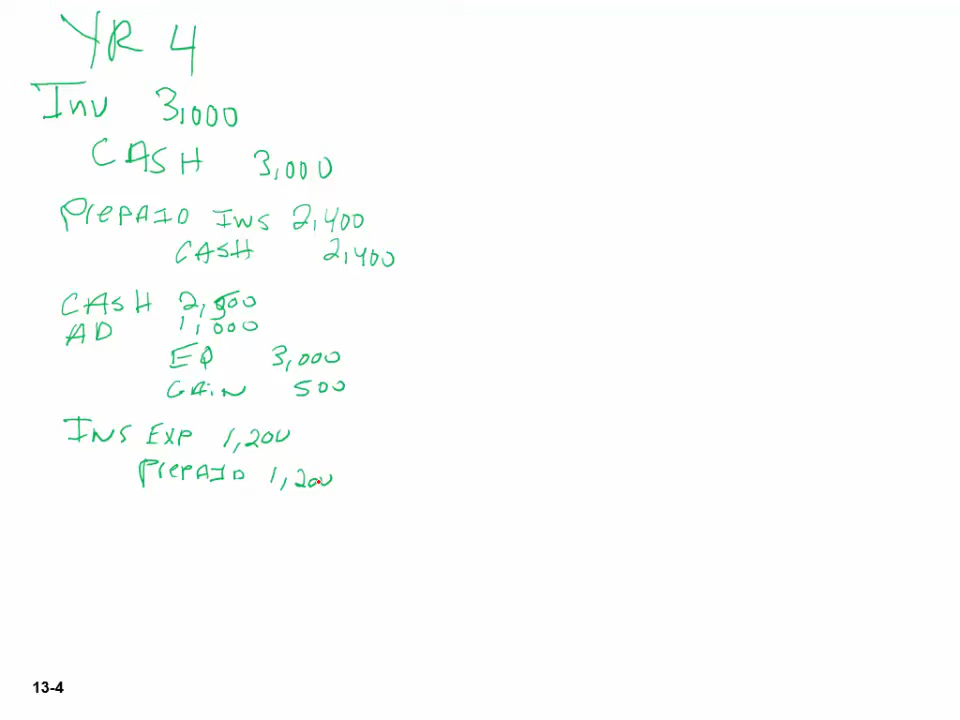 YR 4
Inv 3,000
CASH 3,000
PrePAID INS 2,400
CASH 2,400
CASH 2,500
AD 1,000
EQ 3,000
GAiN 500
INS EXP 1,200
PrePAID 1,200
13-4